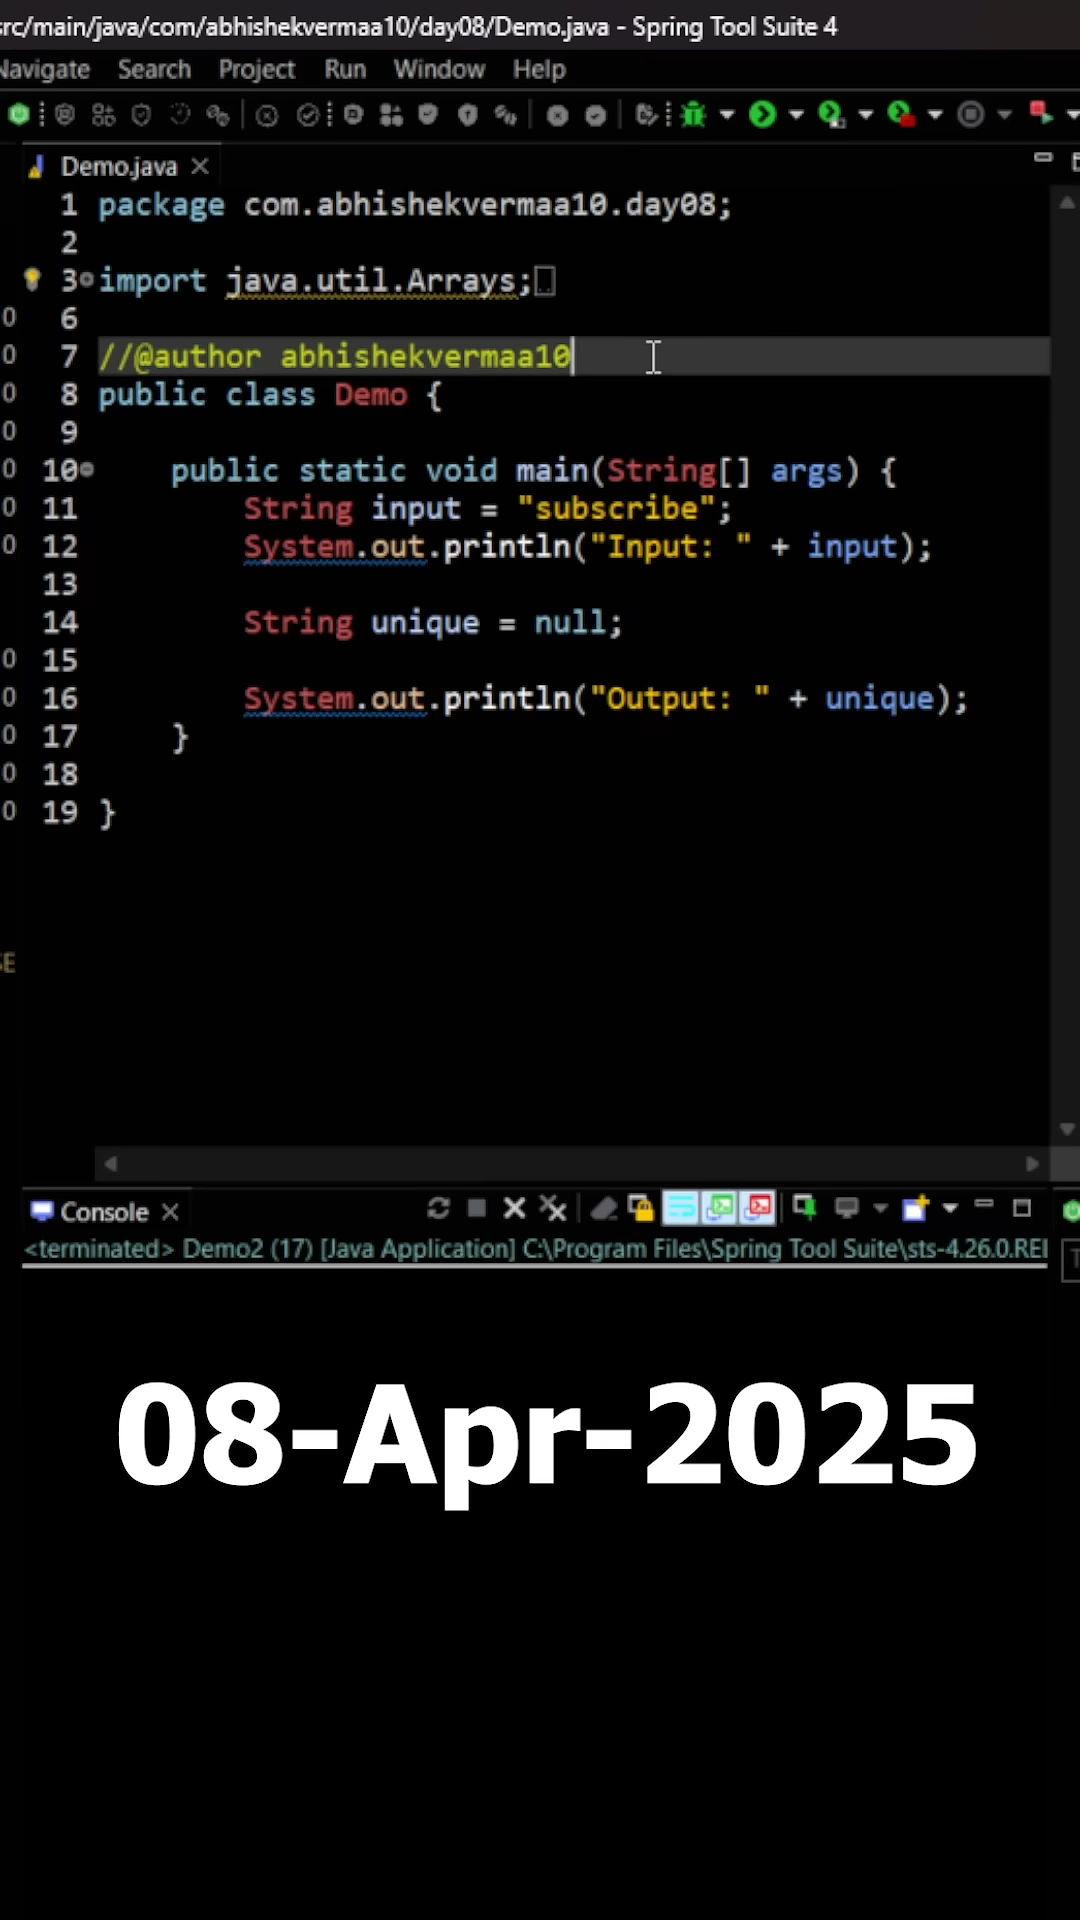 src/main/java/com/abhishekvermaa10/day08/Demo.java - Spring Tool Suite 4
Navigate Search Project Run Window Help
Demo.java
1 package com.abhishekvermaa10.day08;
2
3 import java.util.Arrays;
6
7 //@author abhishekvermaa10
8 public class Demo {
9
10 public static void main(String[] args) {
11 String input = "subscribe";
12 System.out.println("Input: " + input);
13
14 String unique = null;
15
16 System.out.println("Output: " + unique);
17 }
18
19 }
Console
<terminated> Demo2 (17) [Java Application] C:\Program Files\Spring Tool Suite\sts-4.26.0.REL
08-Apr-2025